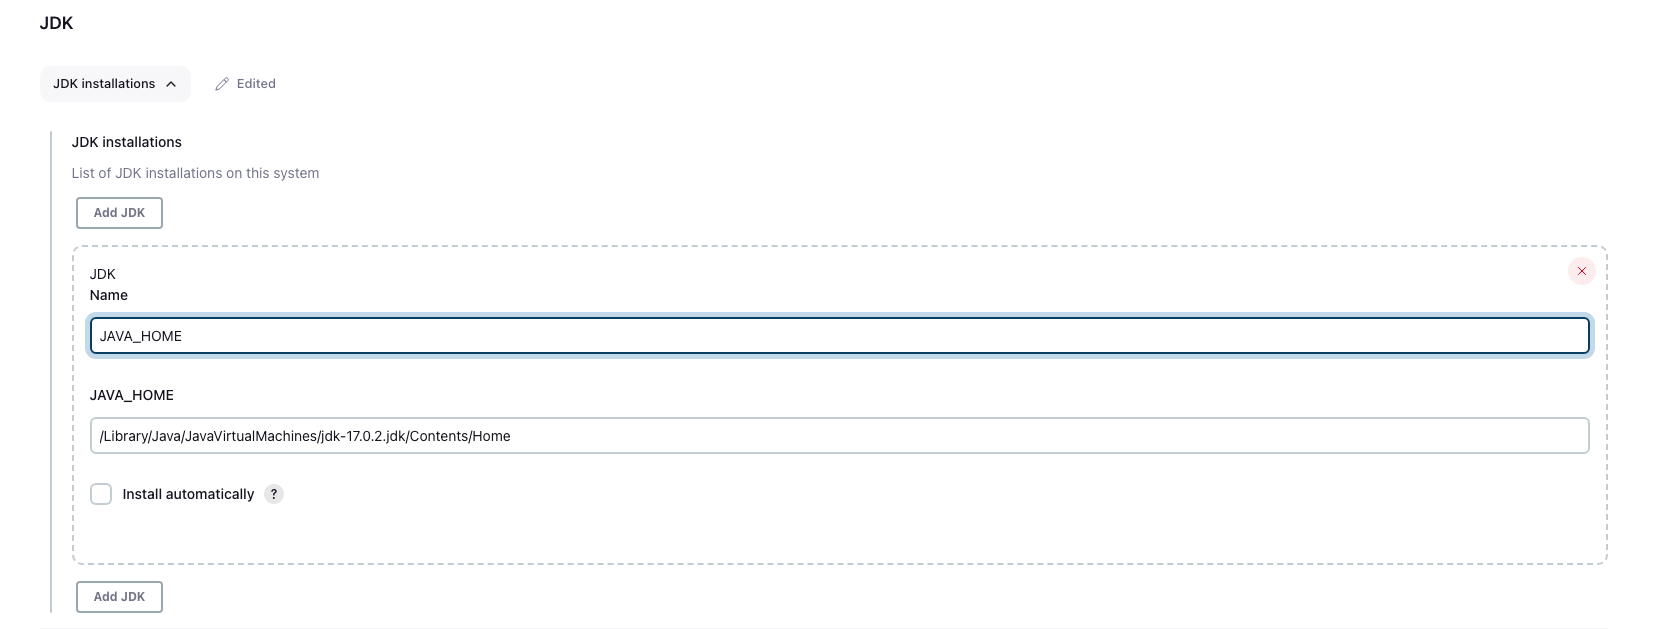 JDK
JDK installations
Edited
JDK installations
List of JDK installations on this system
Add JDK
JDK
Name
JAVA_HOME
JAVA_HOME
/Library/Java/JavaVirtualMachines/jdk-17.0.2.jdk/Contents/Home
Install automatically ?
Add JDK